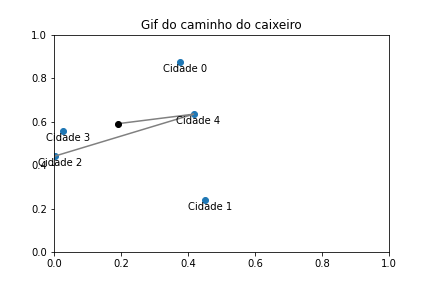 Gif do caminho do caixeiro
1.0
Cidade 0
0.8
0.6
Cidade 4
Cidade 3
0.4
Cidade 2
0.2
Cidade 1
0.0
0.0 0.2 0.4 0.6 0.8 1.0